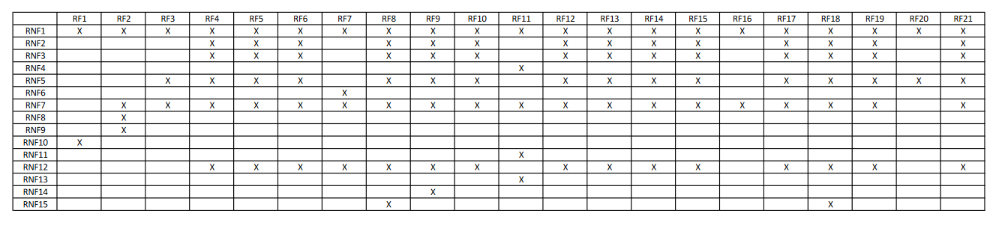 RF1 RF2 RF3 RF4 RF5 RF6 RF7 RF8 RF9 RF10 RF11 RF12 RF13 RF14 RF15 RF16 RF17 RF18 RF19 RF20 RF21
RNF1 X X X X X X X X X X X X X X X X X X X X X
RNF2 X X X X X X X X X X X X X X
RNF3 X X X X X X X X X X X X X X
RNF4 X
RNF5 X X X X X X X X X X X X X X X X
RNF6 X
RNF7 X X X X X X X X X X X X X X X X X X X
RNF8 X
RNF9 X
RNF10 X
RNF11 X
RNF12 X X X X X X X X X X X X X X X
RNF13 X
RNF14 X
RNF15 X X